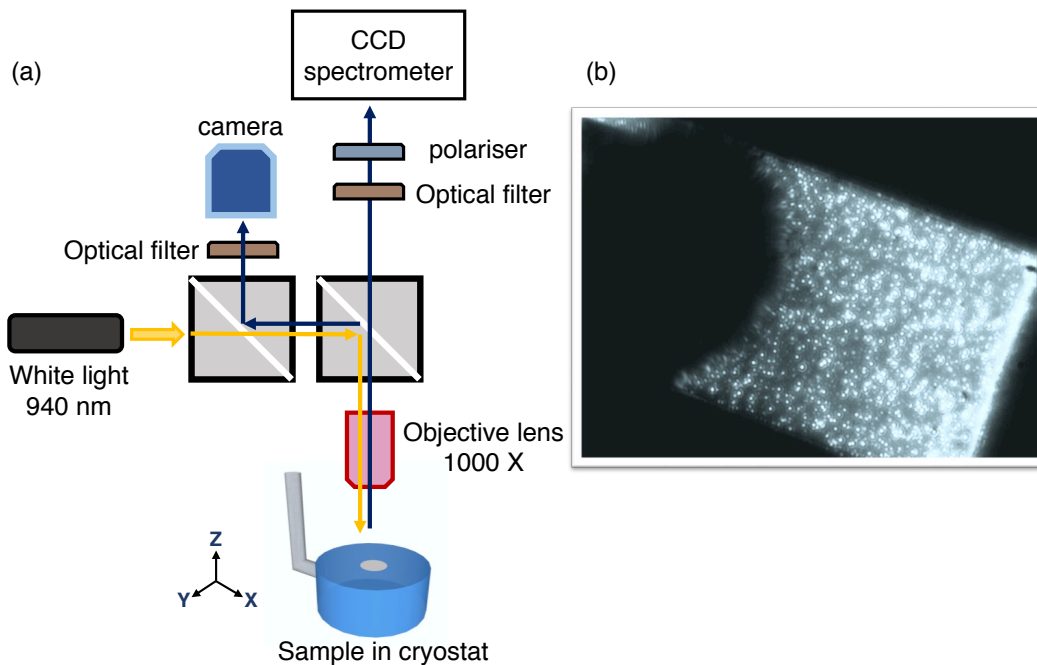 (a)
CCD
spectrometer
(b)
camera
polariser
Optical filter
Optical filter
White light
940 nm
Objective lens
1000 X
Z
Y
X
Sample in cryostat